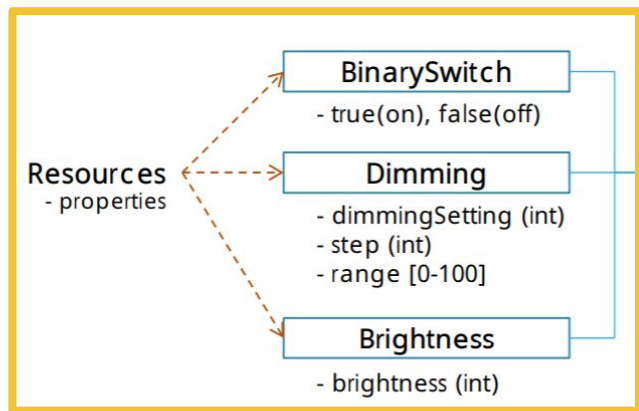 BinarySwitch
- true(on), false(off)
Resources
- properties
Dimming
- dimmingSetting (int)
- step (int)
- range [0-100]
Brightness
- brightness (int)